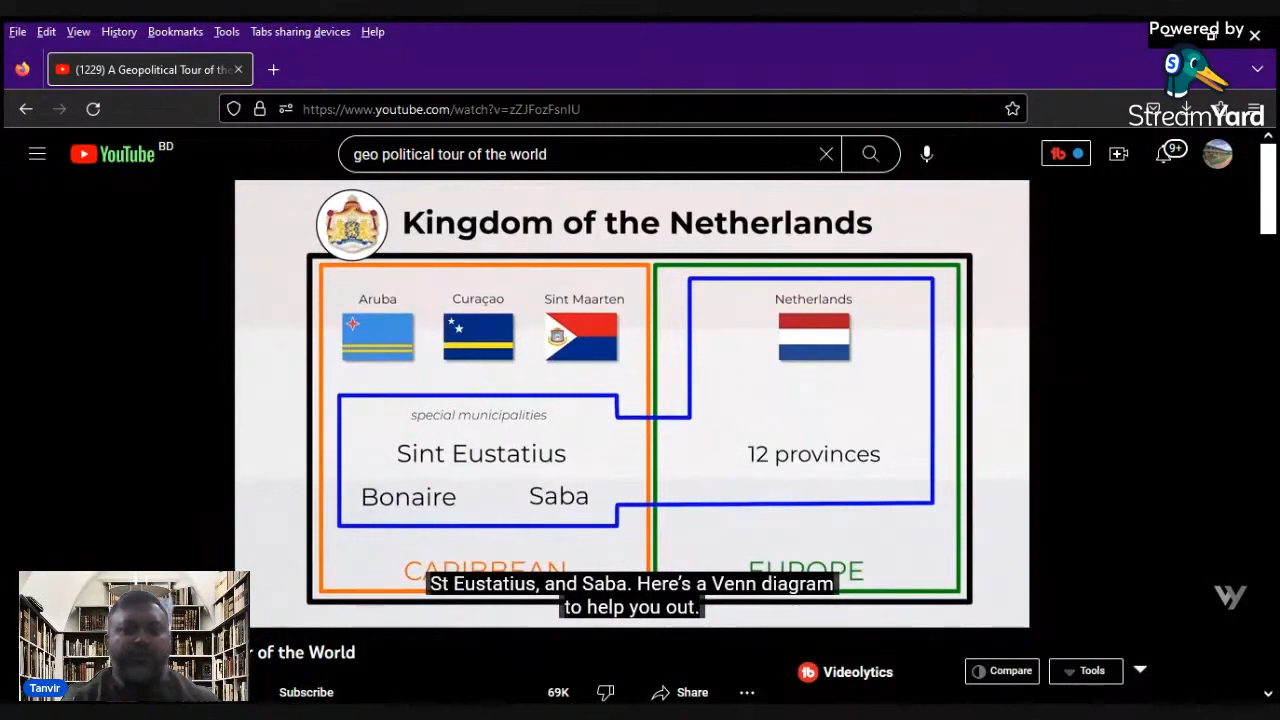 File Edit View History Bookmarks Tools Tabs sharing devices Help
Powered by
(1229) A Geopolitical Tour of the
StreamYard
https://www.youtube.com/watch?v=zZJFozFsnIU
YouTube BD
geo political tour of the world
9+
Kingdom of the Netherlands
Aruba Curaçao Sint Maarten Netherlands
special municipalities
Sint Eustatius
12 provinces
Bonaire Saba
CARIBBEAN EUROPE
St Eustatius, and Saba. Here's a Venn diagram
to help you out.
r of the World
Tanvir
Subscribe 69K Share
Videolytics Compare Tools